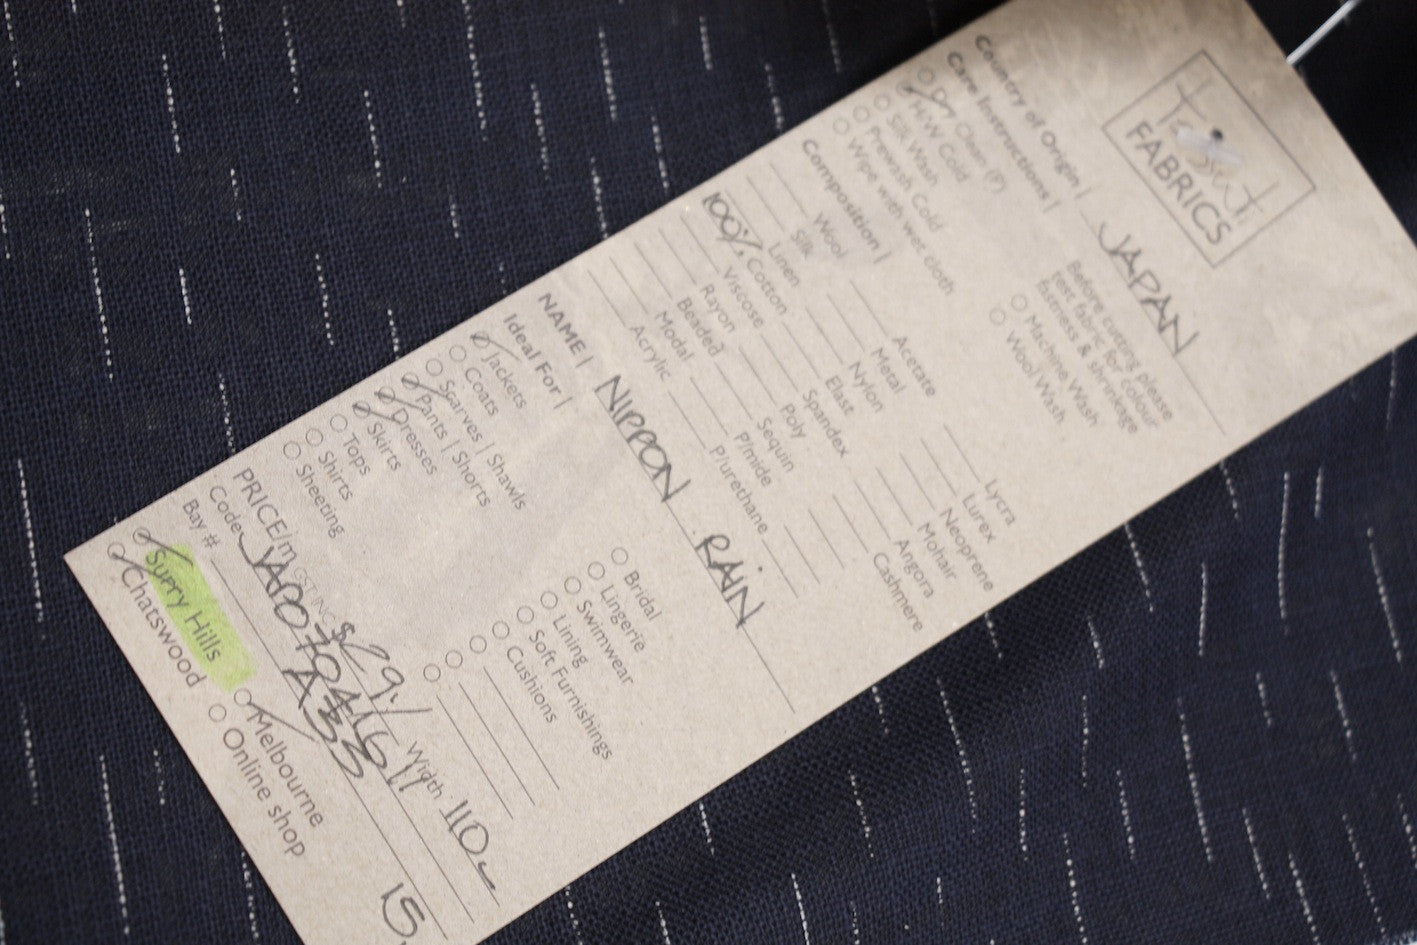 FABRICS
Country of Origin | JAPAN
Care Instructions |
Dry Clean (P)
H/W Cold
Silk Wash
Prewash Cold
Wipe with wet cloth
Before cutting please
test fabric for colour
fastness & shrinkage
Machine Wash
Wool Wash
Composition |
Wool
Silk
Linen
100% Cotton
Viscose
Rayon
Beaded
Modal
Acrylic
Acetate
Metal
Nylon
Elast
Spandex
Poly
Sequin
P/mide
P/urethane
Lycra
Lurex
Neoprene
Mohair
Angora
Cashmere
NAME | NIPPON RAIN
Ideal For |
Jackets
Coats
Scarves | Shawls
Pants | Shorts
Dresses
Skirts
Tops
Shirts
Sheeting
Bridal
Lingerie
Swimwear
Lining
Soft Furnishings
Cushions
PRICE/m $29.
Width 110
Code
Bay # A33
15.
Surry Hills
Chatswood
Melbourne
Online shop